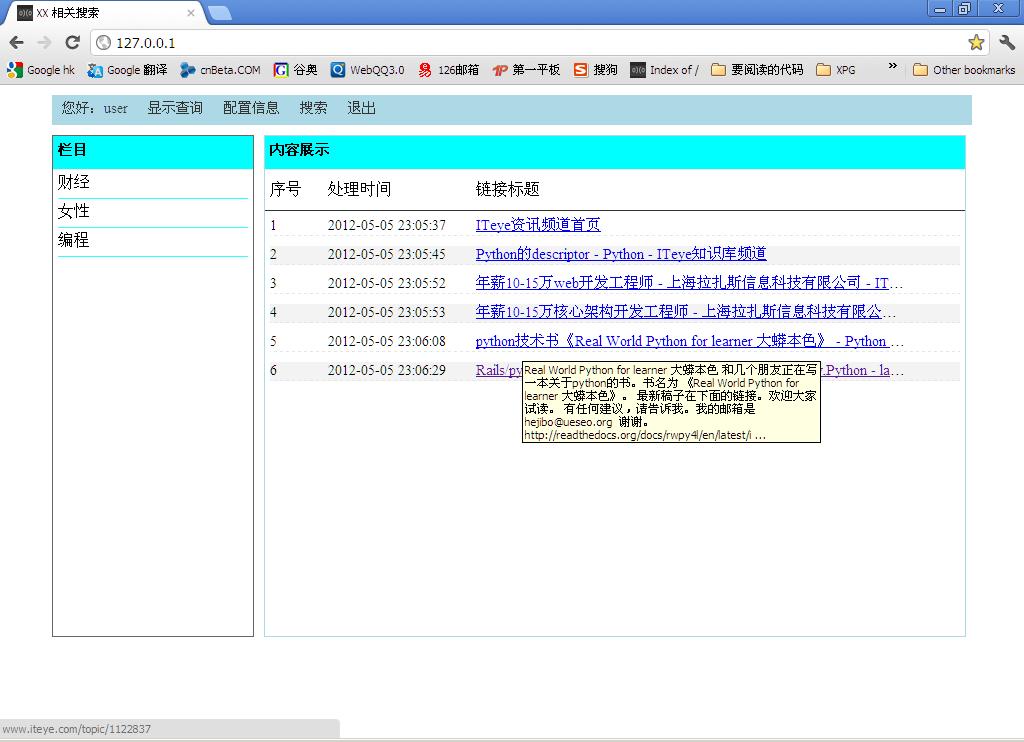 XX 相关搜索
127.0.0.1
Google hk Google 翻译 cnBeta.COM 谷奥 WebQQ3.0 126邮箱 第一平板 搜狗 Index of / 要阅读的代码 XPG » Other bookmarks
您好: user 显示查询 配置信息 搜索 退出
栏目
财经
女性
编程
内容展示
序号 处理时间 链接标题
1 2012-05-05 23:05:37 ITeye资讯频道首页
2 2012-05-05 23:05:45 Python的descriptor - Python - ITeye知识库频道
3 2012-05-05 23:05:52 年薪10-15万web开发工程师 - 上海拉扎斯信息科技有限公司 - IT…
4 2012-05-05 23:05:53 年薪10-15万核心架构开发工程师 - 上海拉扎斯信息科技有限公…
5 2012-05-05 23:06:08 python技术书《Real World Python for learner 大蟒本色》 - Python …
6 2012-05-05 23:06:29 Rails/py .Python - la…
Real World Python for learner 大蟒本色 和几个朋友正在写
一本关于python的书。书名为 《Real World Python for
learner 大蟒本色》。 最新稿子在下面的链接。欢迎大家
试读。 有任何建议，请告诉我。我的邮箱是
hejibo@ueseo.org 谢谢。
http://readthedocs.org/docs/rwpy4l/en/latest/i ...
www.iteye.com/topic/1122837